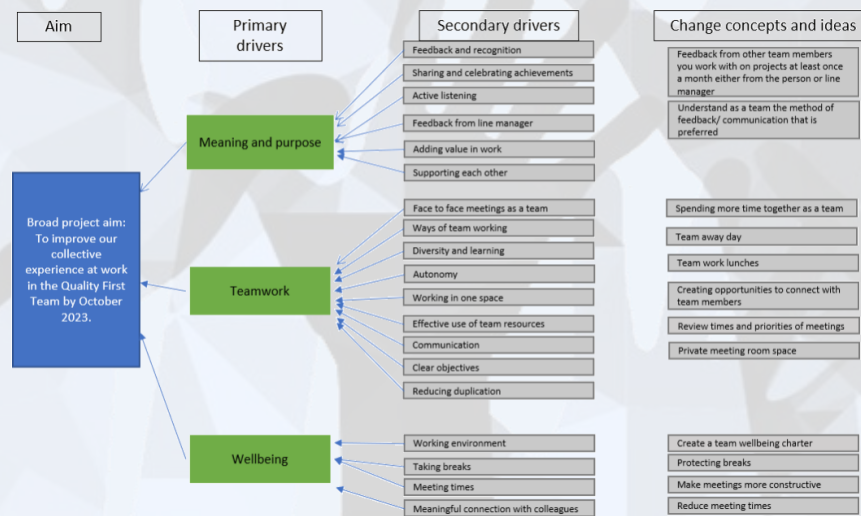 Aim
Primary
drivers
Secondary drivers
Change concepts and ideas
Broad project aim:
To improve our
collective
experience at work
in the Quality First
Team by October
2023.
Meaning and purpose
Feedback and recognition
Sharing and celebrating achievements
Active listening
Feedback from line manager
Adding value in work
Supporting each other
Feedback from other team members
you work with on projects at least once
a month either from the person or line
manager
Understand as a team the method of
feedback/ communication that is
preferred
Teamwork
Face to face meetings as a team
Ways of team working
Diversity and learning
Autonomy
Working in one space
Effective use of team resources
Communication
Clear objectives
Reducing duplication
Spending more time together as a team
Team away day
Team work lunches
Creating opportunities to connect with
team members
Review times and priorities of meetings
Private meeting room space
Wellbeing
Working environment
Taking breaks
Meeting times
Meaningful connection with colleagues
Create a team wellbeing charter
Protecting breaks
Make meetings more constructive
Reduce meeting times